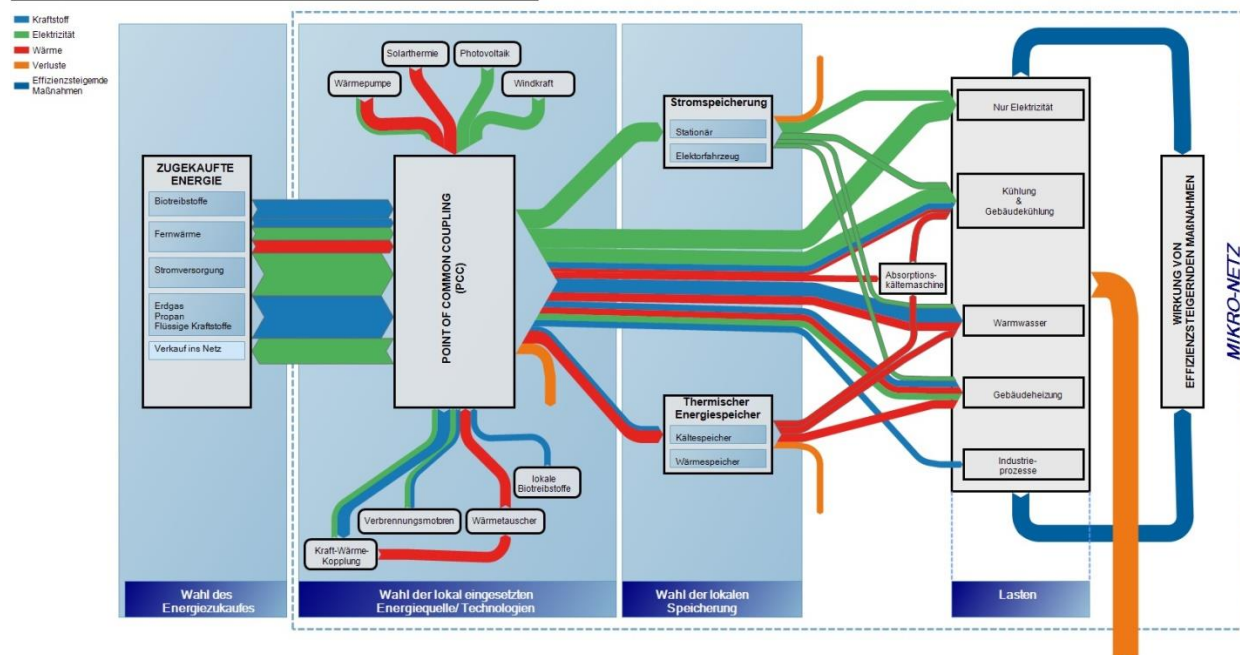 Kraftstoff
Elektrizität
Wärme
Verluste
Effizienzsteigernde
Maßnahmen
ZUGEKAUFTE
ENERGIE
Biotreibstoffe
Fernwärme
Stromversorgung
Erdgas
Propan
Flüssige Kraftstoffe
Verkauf ins Netz
Wahl des
Energiezukaufes
Solarthermie
Photovoltaik
Wärmepumpe
Windkraft
POINT OF COMMON COUPLING
(PCC)
lokale
Biotreibstoffe
Verbrennungsmotoren
Wärmetauscher
Kraft-Wärme-
Kopplung
Wahl der lokal eingesetzten
Energiequelle/ Technologien
Stromspeicherung
Stationär
Elektorfahrzeug
Thermischer
Energiespeicher
Kältespeicher
Wärmespeicher
Wahl der lokalen
Speicherung
Absorptions-
kältemaschine
Nur Elektrizität
Kühlung
&
Gebäudekühlung
Warmwasser
Gebäudeheizung
Industrie-
prozesse
Lasten
WIRKUNG VON
EFFIZIENZSTEIGERNDEN MAßNAHMEN
MIKRO-NETZ